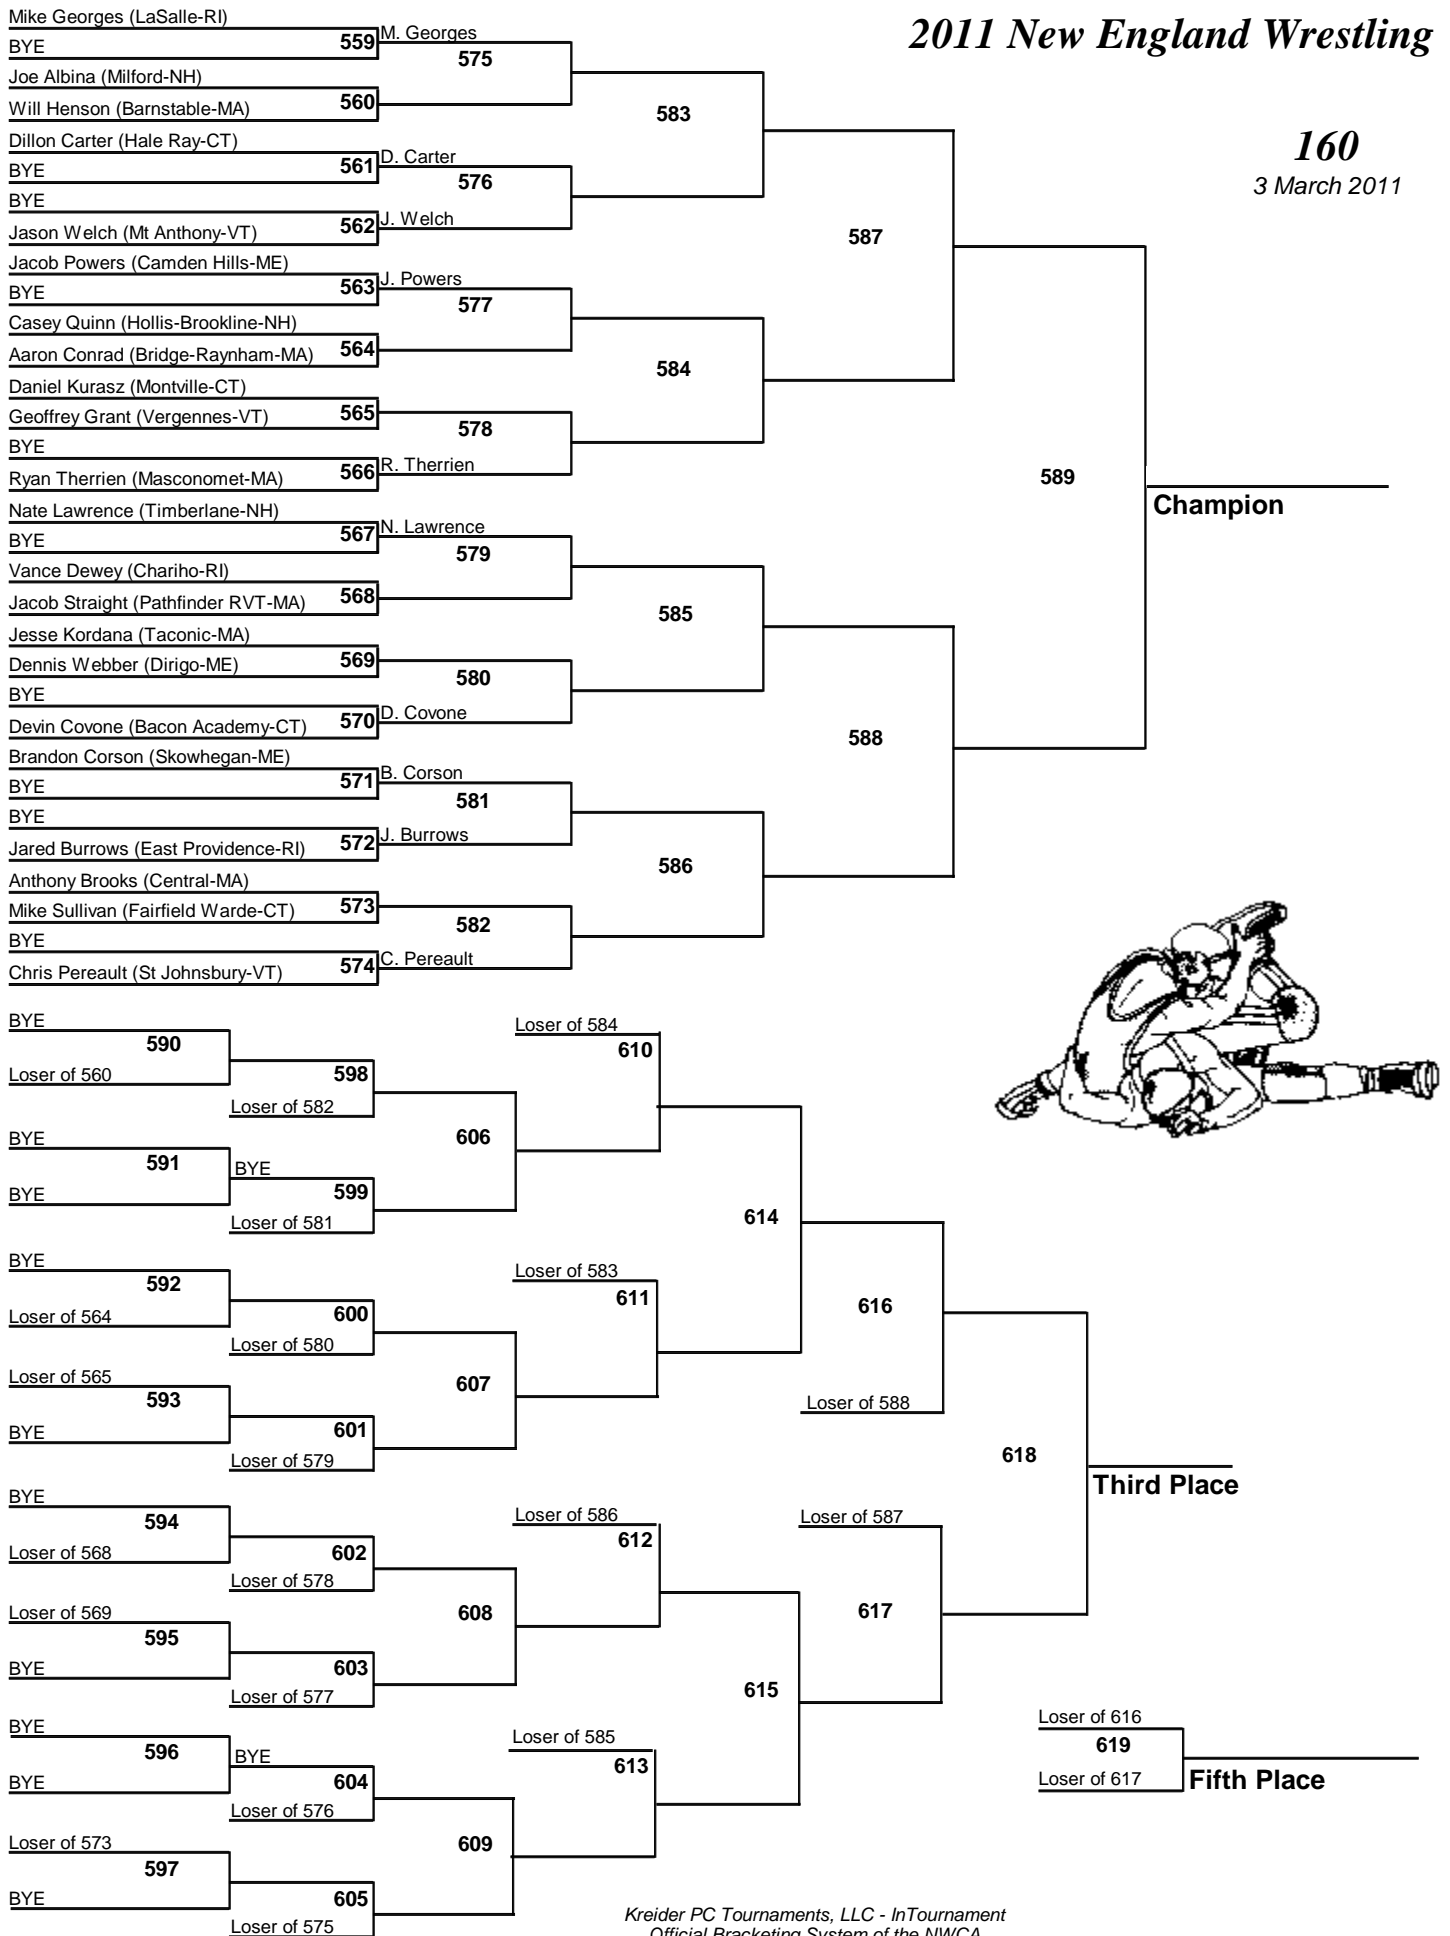 2011 New England Wrestling
160
3 March 2011
Mike Georges (LaSalle-RI)
BYE
559
M. Georges
575
Joe Albina (Milford-NH)
Will Henson (Barnstable-MA)
560
583
Dillon Carter (Hale Ray-CT)
BYE
561
D. Carter
576
BYE
Jason Welch (Mt Anthony-VT)
562
J. Welch
587
Jacob Powers (Camden Hills-ME)
BYE
563
J. Powers
577
Casey Quinn (Hollis-Brookline-NH)
Aaron Conrad (Bridge-Raynham-MA)
564
584
Daniel Kurasz (Montville-CT)
Geoffrey Grant (Vergennes-VT)
565
578
BYE
Ryan Therrien (Masconomet-MA)
566
R. Therrien
589
Champion
Nate Lawrence (Timberlane-NH)
BYE
567
N. Lawrence
579
Vance Dewey (Chariho-RI)
Jacob Straight (Pathfinder RVT-MA)
568
585
Jesse Kordana (Taconic-MA)
Dennis Webber (Dirigo-ME)
569
580
BYE
Devin Covone (Bacon Academy-CT)
570
D. Covone
588
Brandon Corson (Skowhegan-ME)
BYE
571
B. Corson
581
BYE
Jared Burrows (East Providence-RI)
572
J. Burrows
586
Anthony Brooks (Central-MA)
Mike Sullivan (Fairfield Warde-CT)
573
582
BYE
Chris Pereault (St Johnsbury-VT)
574
C. Pereault
BYE
590
Loser of 560
598
Loser of 582
Loser of 584
610
606
BYE
591
BYE
BYE
599
Loser of 581
614
BYE
592
Loser of 564
600
Loser of 580
Loser of 583
611
616
607
Loser of 565
593
BYE
601
Loser of 579
Loser of 588
618
Third Place
BYE
594
Loser of 568
602
Loser of 578
Loser of 586
612
Loser of 587
617
608
Loser of 569
595
BYE
603
Loser of 577
615
BYE
596
BYE
BYE
604
Loser of 576
Loser of 585
613
Loser of 616
619
Loser of 617
Fifth Place
609
Loser of 573
597
BYE
605
Loser of 575
Kreider PC Tournaments, LLC - InTournament
Official Bracketing System of the NWCA